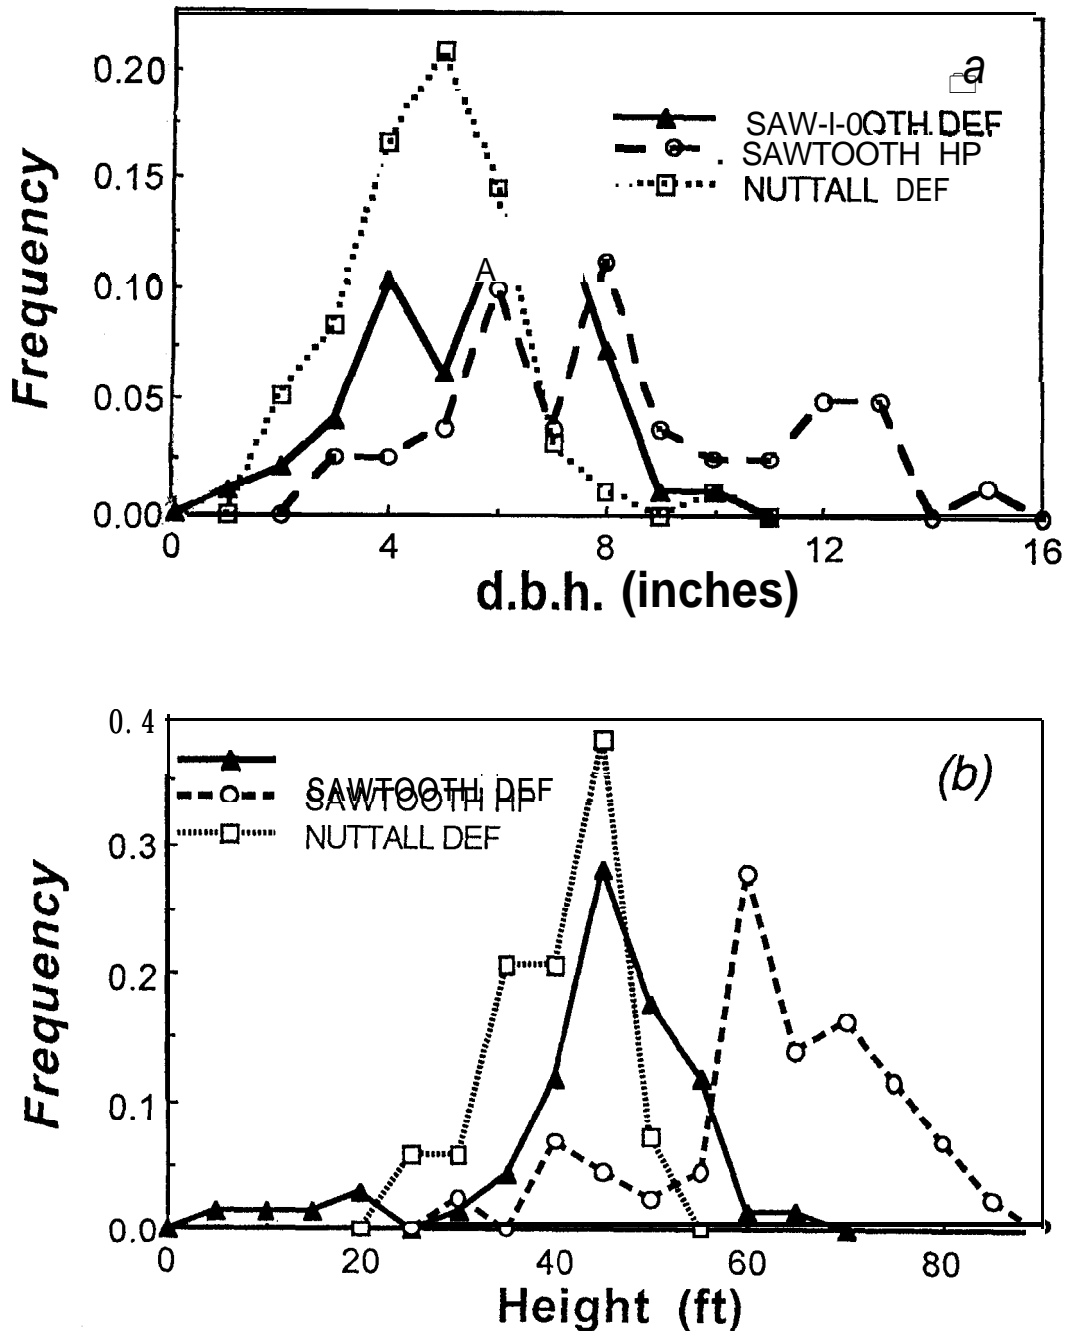 a
0.20
0.15
0.10
0.05
0.00
Frequency
SAW-I-0OTH.DEF
SAWTOOTH HP
NUTTALL DEF
A
0 4 8 12 16
d.b.h. (inches)
0.4
0.3
0.2
0.1
0.0
Frequency
(b)
SAWTOOTH DEF
SAWTOOTH HP
NUTTALL DEF
0 20 40 60 80
Height (ft)